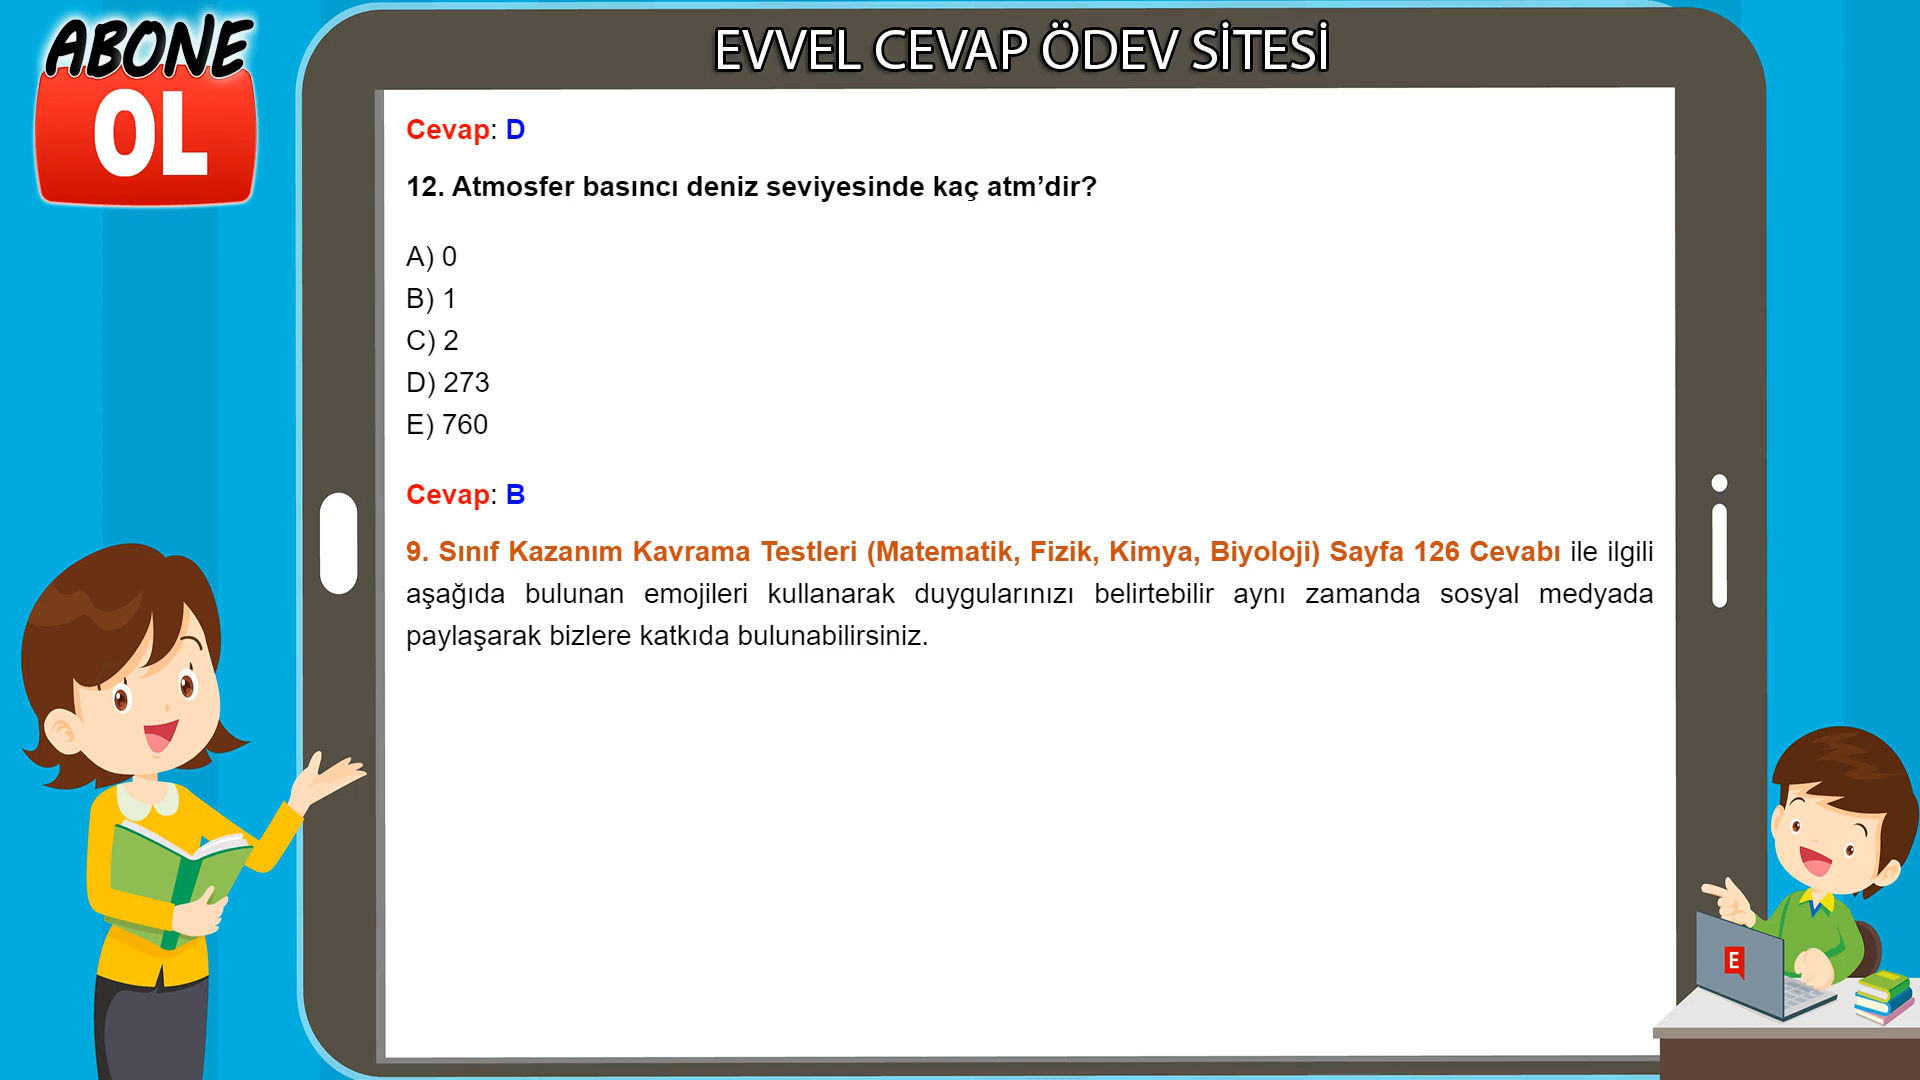 ABONE
OL
EVVEL CEVAP ÖDEV SİTESİ
Cevap: D
12. Atmosfer basıncı deniz seviyesinde kaç atm’dir?
A) 0
B) 1
C) 2
D) 273
E) 760
Cevap: B
9. Sınıf Kazanım Kavrama Testleri (Matematik, Fizik, Kimya, Biyoloji) Sayfa 126 Cevabı ile ilgili
aşağıda bulunan emojileri kullanarak duygularınızı belirtebilir aynı zamanda sosyal medyada
paylaşarak bizlere katkıda bulunabilirsiniz.
E